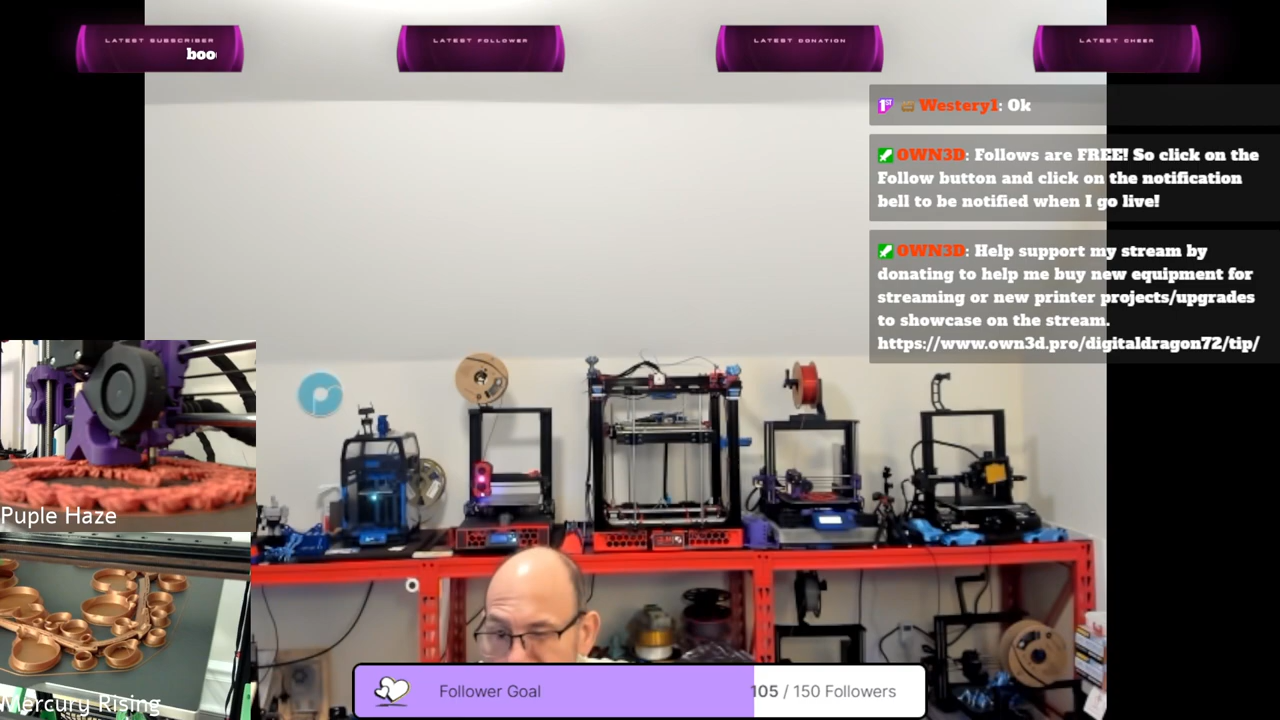 LATEST SUBSCRIBER
boo
LATEST FOLLOWER
LATEST DONATION
LATEST CHEER
1ST Westery1: Ok
OWN3D: Follows are FREE! So click on the
Follow button and click on the notification
bell to be notified when I go live!
OWN3D: Help support my stream by
donating to help me buy new equipment for
streaming or new printer projects/upgrades
to showcase on the stream.
https://www.own3d.pro/digitaldragon72/tip/
Puple Haze
Mercury Rising
Follower Goal
105 / 150 Followers